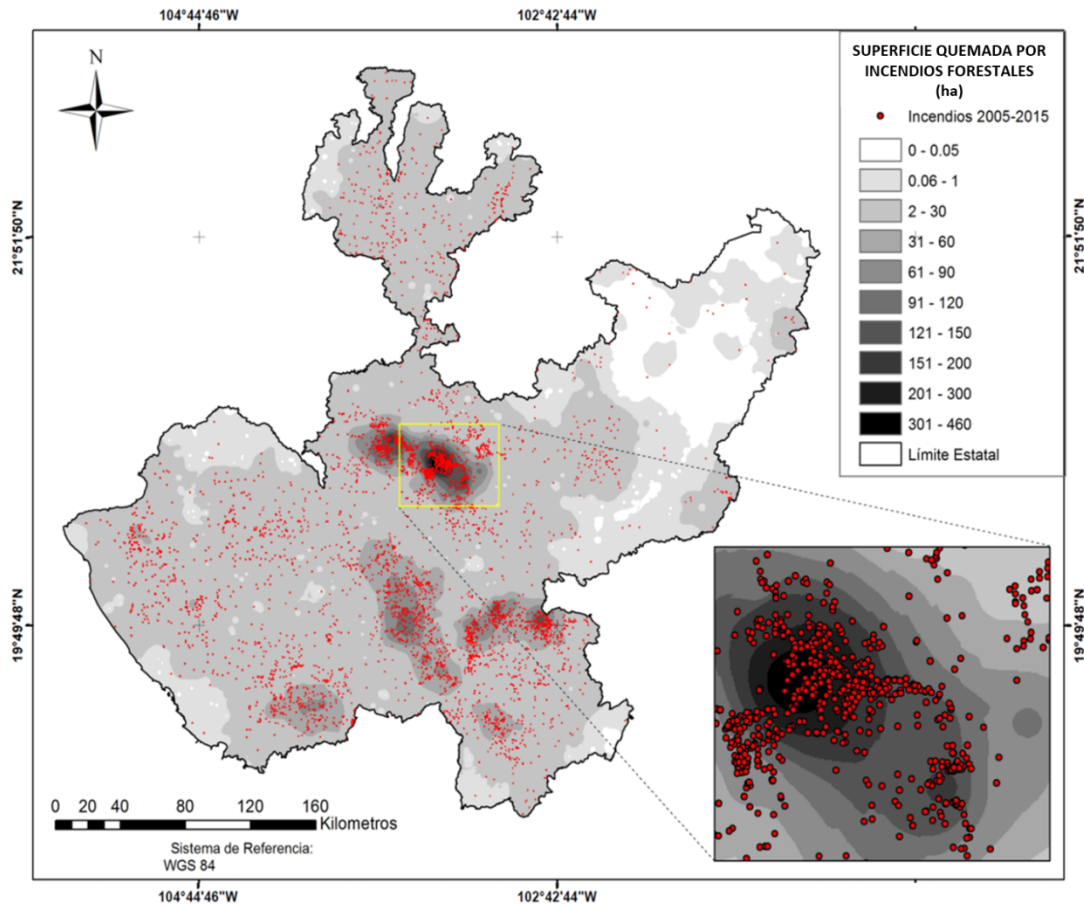 104°44'46"W
102°42'44"W
N
SUPERFICIE QUEMADA POR
INCENDIOS FORESTALES
(ha)
Incendios 2005-2015
0 - 0.05
0.06 - 1
2 - 30
31 - 60
61 - 90
91 - 120
121 - 150
151 - 200
201 - 300
301 - 460
Límite Estatal
21°51'50"N
21°51'50"N
19°49'48"N
19°49'48"N
0 20 40 80 120 160
Kilometros
Sistema de Referencia:
WGS 84
104°44'46"W
102°42'44"W